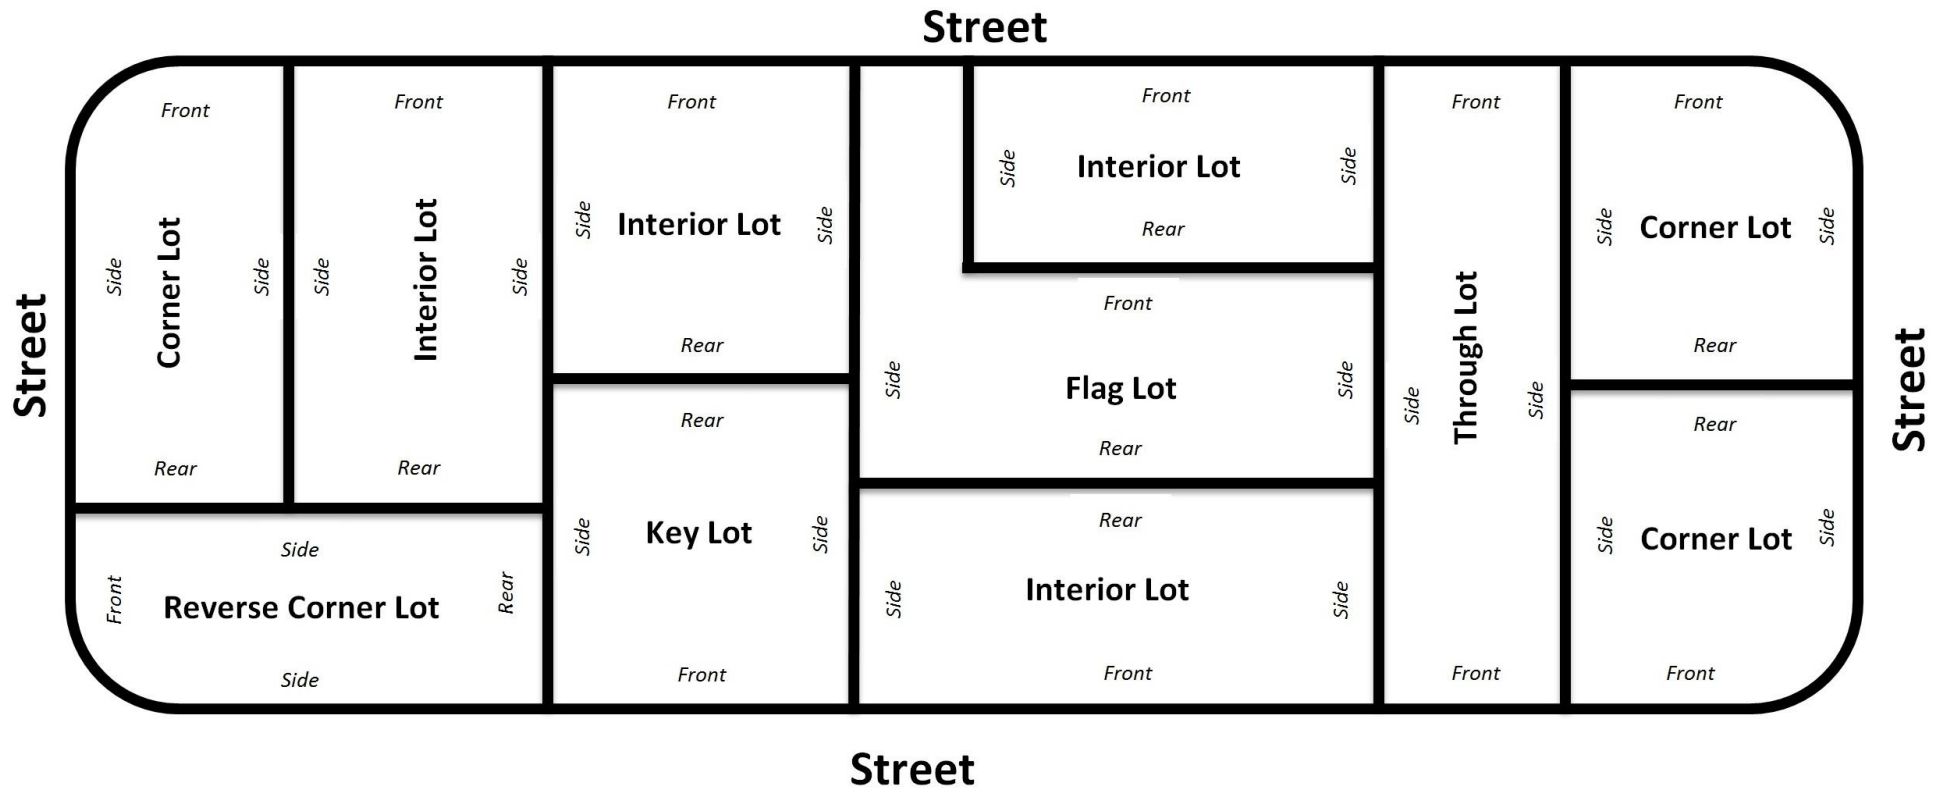 Street
Street
Front
Side
Corner Lot
Side
Rear
Front
Side
Interior Lot
Side
Rear
Side
Front
Reverse Corner Lot
Rear
Side
Front
Side
Interior Lot
Side
Rear
Rear
Side
Key Lot
Side
Front
Front
Side
Interior Lot
Side
Rear
Front
Side
Flag Lot
Side
Rear
Rear
Side
Interior Lot
Side
Front
Front
Side
Through Lot
Side
Front
Front
Side
Corner Lot
Side
Rear
Rear
Side
Corner Lot
Side
Front
Street
Street